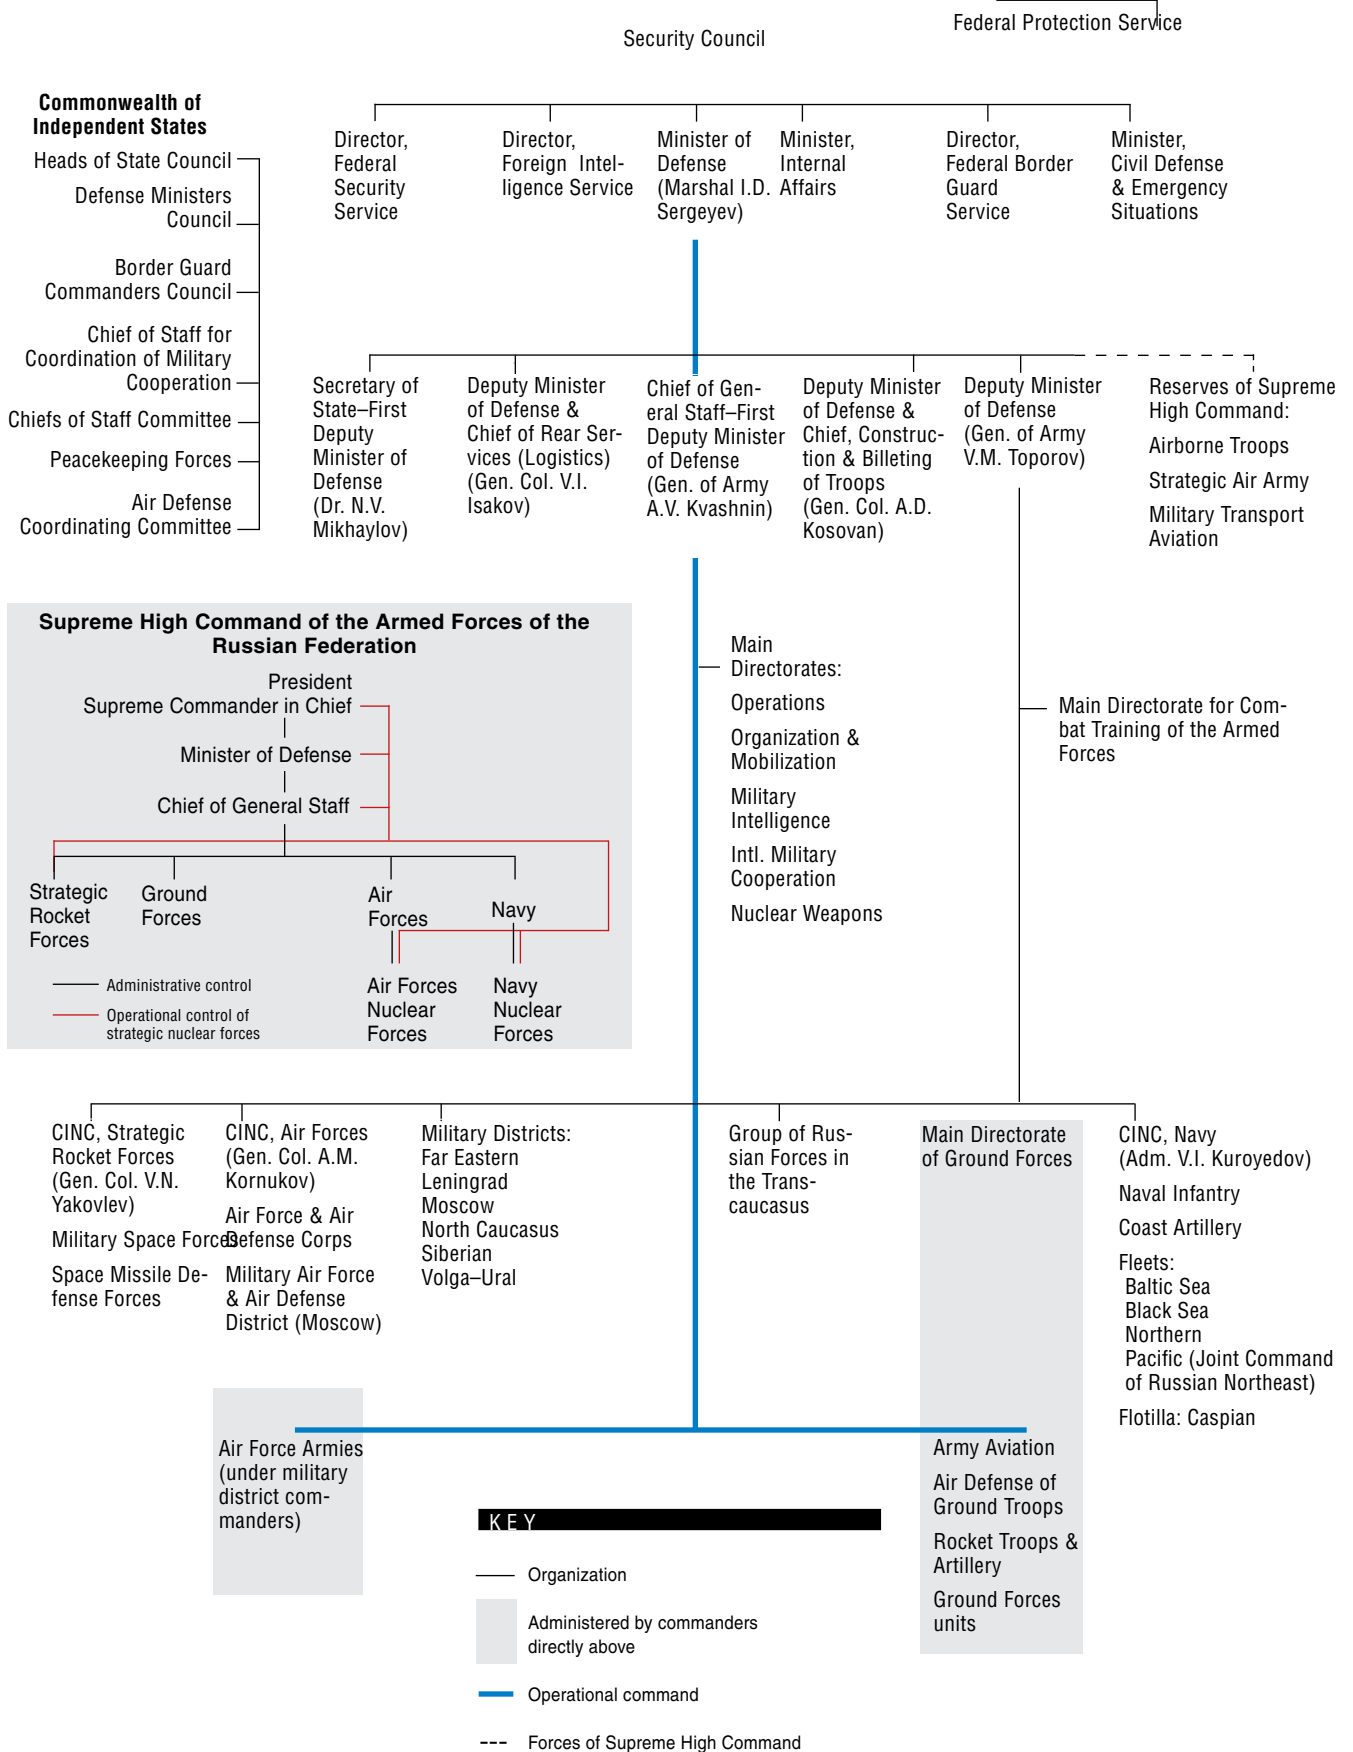 Federal Protection Service
Security Council
Commonwealth of
Independent States
Heads of State Council
Defense Ministers
Council
Border Guard
Commanders Council
Chief of Staff for
Coordination of Military
Cooperation
Chiefs of Staff Committee
Peacekeeping Forces
Air Defense
Coordinating Committee
Director,
Federal
Security
Service
Director,
Foreign Intel-
ligence Service
Minister of
Defense
(Marshal I.D.
Sergeyev)
Minister,
Internal
Affairs
Director,
Federal Border
Guard
Service
Minister,
Civil Defense
& Emergency
Situations
Secretary of
State–First
Deputy
Minister of
Defense
(Dr. N.V.
Mikhaylov)
Deputy Minister
of Defense &
Chief of Rear Ser-
vices (Logistics)
(Gen. Col. V.I.
Isakov)
Chief of Gen-
eral Staff–First
Deputy Minister
of Defense
(Gen. of Army
A.V. Kvashnin)
Deputy Minister
of Defense &
Chief, Construc-
tion & Billeting
of Troops
(Gen. Col. A.D.
Kosovan)
Deputy Minister
of Defense
(Gen. of Army
V.M. Toporov)
Reserves of Supreme
High Command:
Airborne Troops
Strategic Air Army
Military Transport
Aviation
Supreme High Command of the Armed Forces of the
Russian Federation
President
Supreme Commander in Chief
Minister of Defense
Chief of General Staff
Strategic
Rocket
Forces
Ground
Forces
Air
Forces
Navy
Air Forces
Nuclear
Forces
Navy
Nuclear
Forces
Administrative control
Operational control of
strategic nuclear forces
Main
Directorates:
Operations
Organization &
Mobilization
Military
Intelligence
Intl. Military
Cooperation
Nuclear Weapons
Main Directorate for Com-
bat Training of the Armed
Forces
CINC, Strategic
Rocket Forces
(Gen. Col. V.N.
Yakovlev)
Military Space Forces
Space Missile De-
fense Forces
CINC, Air Forces
(Gen. Col. A.M.
Kornukov)
Air Force & Air
Defense Corps
Military Air Force
& Air Defense
District (Moscow)
Military Districts:
Far Eastern
Leningrad
Moscow
North Caucasus
Siberian
Volga–Ural
Group of Rus-
sian Forces in
the Trans-
caucasus
Main Directorate
of Ground Forces
CINC, Navy
(Adm. V.I. Kuroyedov)
Naval Infantry
Coast Artillery
Fleets:
Baltic Sea
Black Sea
Northern
Pacific (Joint Command
of Russian Northeast)
Flotilla: Caspian
Air Force Armies
(under military
district com-
manders)
Army Aviation
Air Defense of
Ground Troops
Rocket Troops &
Artillery
Ground Forces
units
KEY
Organization
Administered by commanders
directly above
Operational command
Forces of Supreme High Command